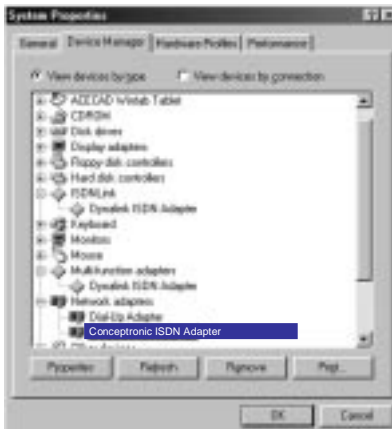 System Properties
General Device Manager Hardware Profiles Performance
View devices by type View devices by connection
ACECAD Wintab Tablet
CDROM
Disk drives
Display adapters
Floppy disk controllers
Hard disk controllers
ISDNLink
Dynalink ISDN Adapter
Keyboard
Monitors
Mouse
Multifunction adapters
Dynalink ISDN Adapter
Network adapters
Dial-Up Adapter
Conceptronic ISDN Adapter
Properties Refresh Remove Print...
OK Cancel